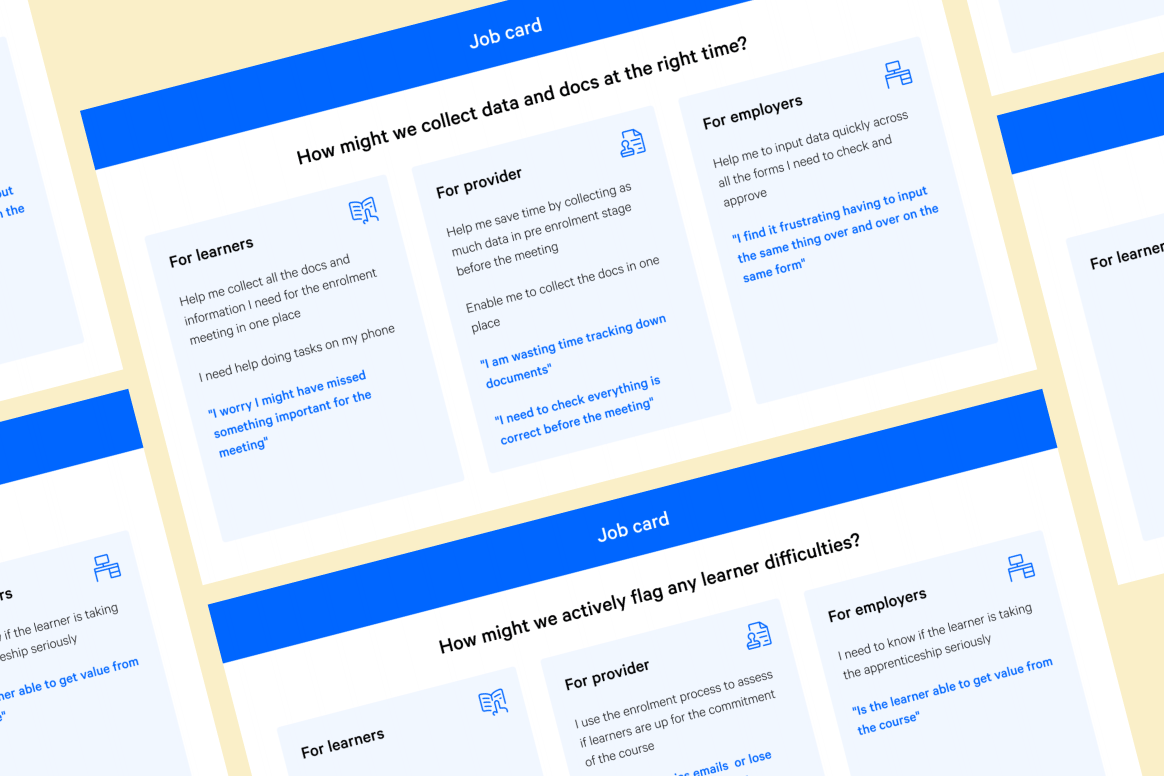 Job card
How might we collect data and docs at the right time?
For learners
Help me collect all the docs and
information I need for the enrolment
meeting in one place
I need help doing tasks on my phone
"I worry I might have missed
something important for the
meeting"
For provider
Help me save time by collecting as
much data in pre enrolment stage
before the meeting
Enable me to collect the docs in one
place
"I am wasting time tracking down
documents"
"I need to check everything is
correct before the meeting"
For employers
Help me to input data quickly across
all the forms I need to check and
approve
"I find it frustrating having to input
the same thing over and over on the
same form"
Job card
How might we actively flag any learner difficulties?
For learners
For provider
I use the enrolment process to assess
if learners are up for the commitment
of the course
emails or lose
For employers
I need to know if the learner is taking
the apprenticeship seriously
"Is the learner able to get value from
the course"
the
if the learner is taking
seriously
able to get value from
For